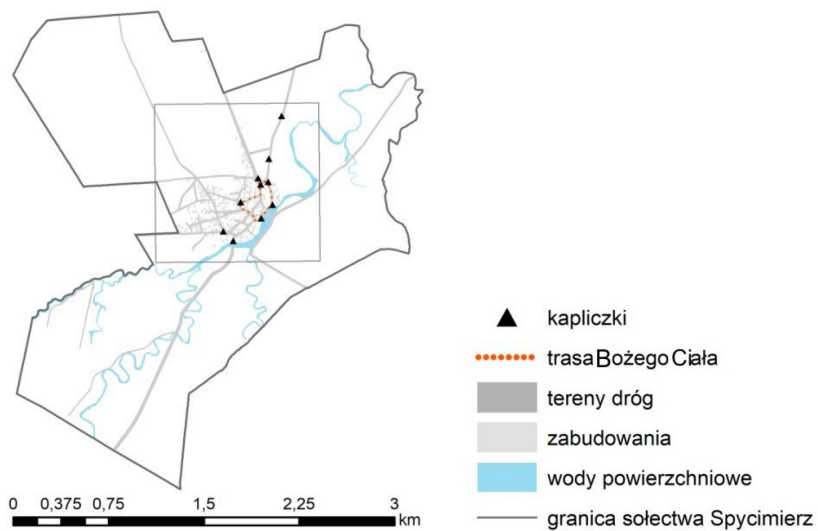 kapliczki
trasa Bożego Ciała
tereny dróg
zabudowania
wody powierzchniowe
granica sołectwa Spycimierz
0 0,375 0,75 1,5 2,25 3
km